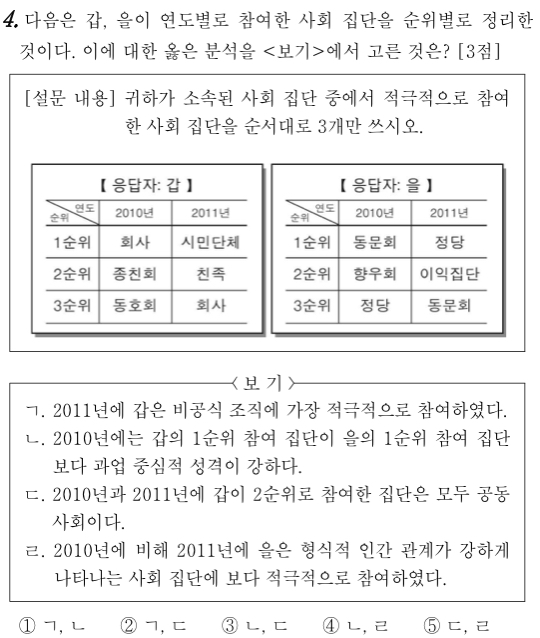 4. 다음은 갑, 을이 연도별로 참여한 사회 집단을 순위별로 정리한
것이다. 이에 대한 옳은 분석을 <보기>에서 고른 것은? [3점]
[설문 내용] 귀하가 소속된 사회 집단 중에서 적극적으로 참여
한 사회 집단을 순서대로 3개만 쓰시오.
【 응답자: 갑 】
연도
순위
2010년 2011년
1순위 회사 시민단체
2순위 종친회 친족
3순위 동호회 회사
【 응답자: 을 】
연도
순위
2010년 2011년
1순위 동문회 정당
2순위 향우회 이익집단
3순위 정당 동문회
<보 기>
ㄱ. 2011년에 갑은 비공식 조직에 가장 적극적으로 참여하였다.
ㄴ. 2010년에는 갑의 1순위 참여 집단이 을의 1순위 참여 집단
보다 과업 중심적 성격이 강하다.
ㄷ. 2010년과 2011년에 갑이 2순위로 참여한 집단은 모두 공동
사회이다.
ㄹ. 2010년에 비해 2011년에 을은 형식적 인간 관계가 강하게
나타나는 사회 집단에 보다 적극적으로 참여하였다.
① ㄱ, ㄴ ② ㄱ, ㄷ ③ ㄴ, ㄷ ④ ㄴ, ㄹ ⑤ ㄷ, ㄹ